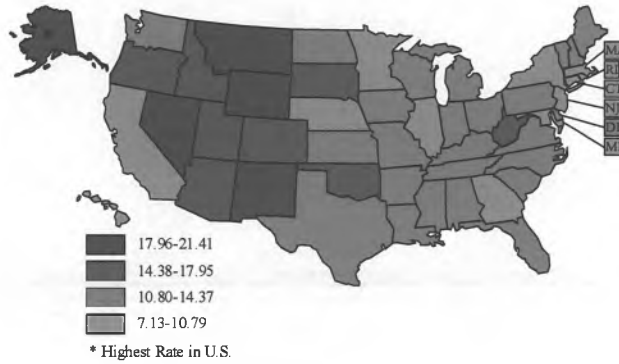 MA
RI
CT
NJ
DE
MD
17.96-21.41
14.38-17.95
10.80-14.37
7.13-10.79
* Highest Rate in U.S.